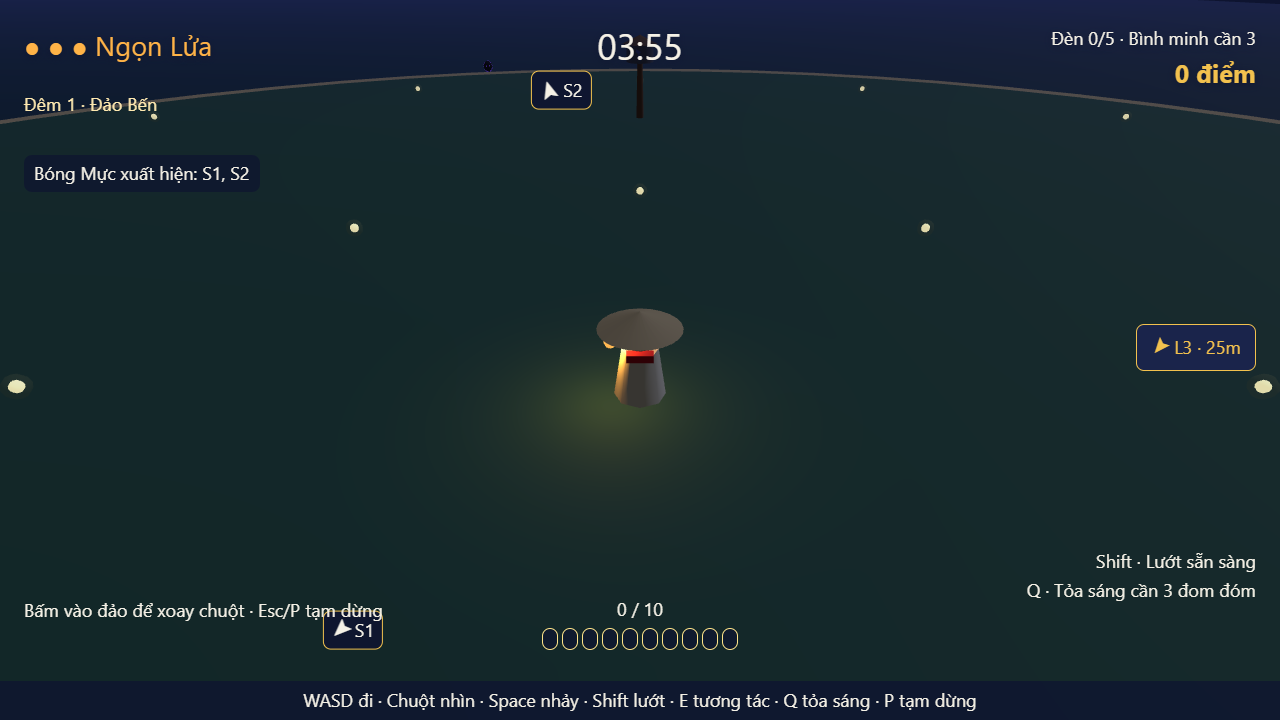 Ngọn Lửa
03:55
Đèn 0/5 · Bình minh cần 3
0 điểm
S2
Đêm 1 · Đảo Bến
Bóng Mực xuất hiện: S1, S2
L3 · 25m
Shift · Lướt sẵn sàng
Q · Tỏa sáng cần 3 đom đóm
Bấm vào đảo để xoay chuột · Esc/P tạm dừng
S1
0 / 10
WASD đi · Chuột nhìn · Space nhảy · Shift lướt · E tương tác · Q tỏa sáng · P tạm dừng